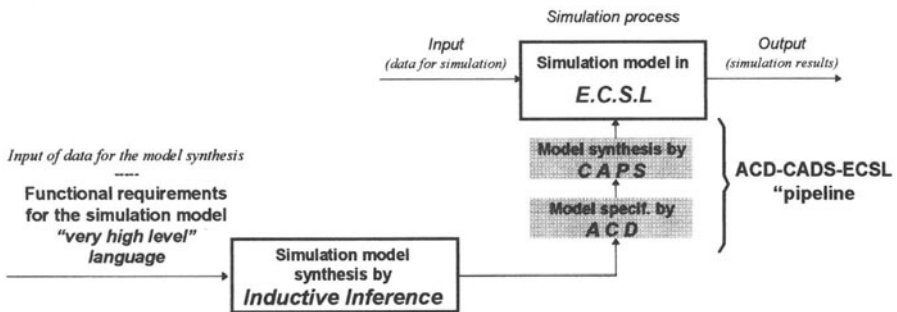 Simulation process
Input
(data for simulation)
Simulation model in
E.C.S.L
Output
(simulation results)
Model synthesis by
C A P S
Model specif. by
A C D
ACD-CADS-ECSL
“pipeline
Input of data for the model synthesis
-----
Functional requirements
for the simulation model
“very high level”
language
Simulation model
synthesis by
Inductive Inference